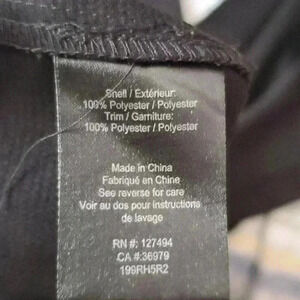 Shell / Extérieur:
100% Polyester / Polyester
Trim / Garniture:
100% Polyester / Polyester
Made in China
Fabriqué en Chine
See reverse for care
Voir au dos pour instructions
de lavage
RN #: 127494
CA #:36979
199RH5R2